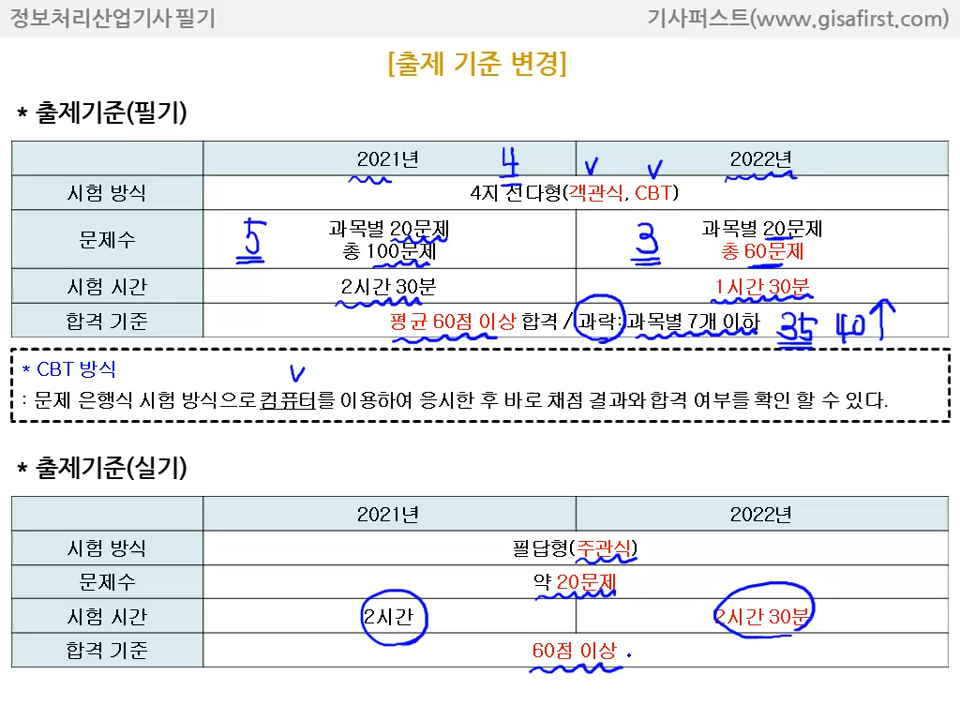 정보처리산업기사 필기 기사퍼스트(www.gisafirst.com)
[출제 기준 변경]
* 출제기준(필기)
2021년 4 v v 2022년
시험 방식 4지 선다형(객관식, CBT)
문제수 5 과목별 20문제 3 과목별 20문제
총 100문제 총 60문제
시험 시간 2시간 30분 1시간 30분
합격 기준 평균 60점 이상 합격 / 과락: 과목별 7개 이하 35 40↑
* CBT 방식 v
: 문제 은행식 시험 방식으로 컴퓨터를 이용하여 응시한 후 바로 채점 결과와 합격 여부를 확인 할 수 있다.
* 출제기준(실기)
2021년 2022년
시험 방식 필답형(주관식)
문제수 약 20문제
시험 시간 2시간 2시간 30분
합격 기준 60점 이상